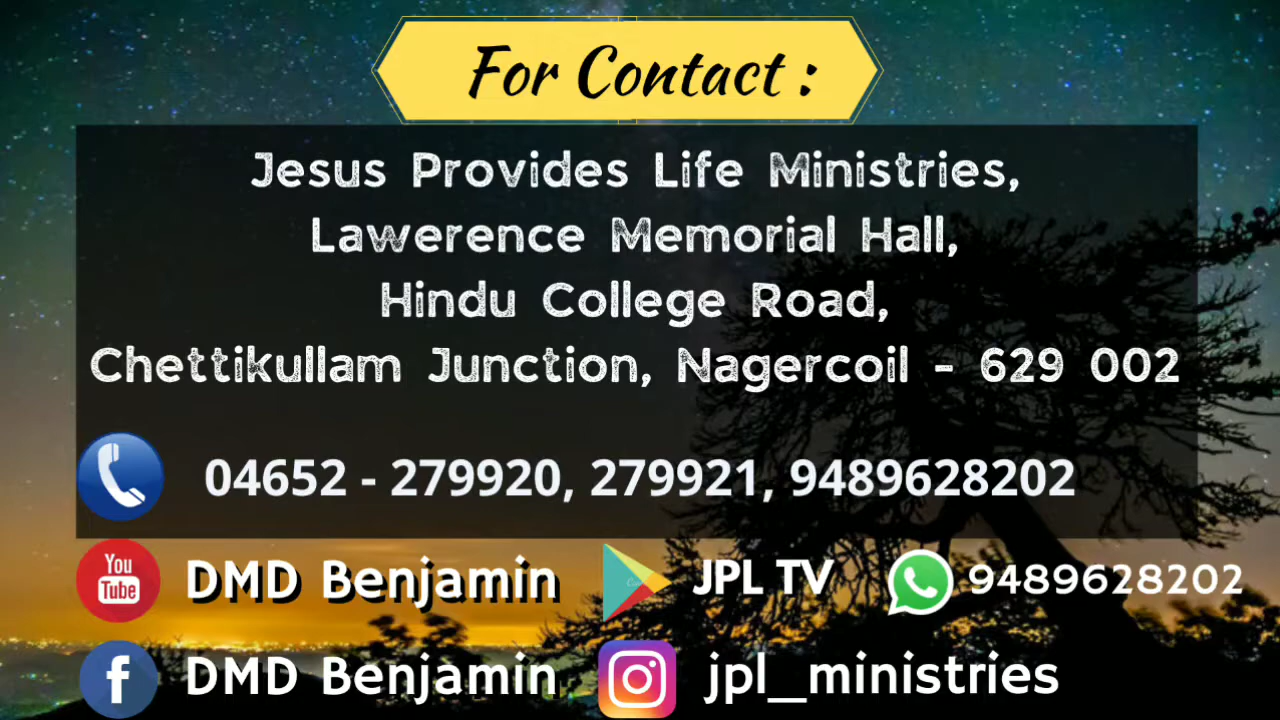 For Contact :
Jesus Provides Life Ministries,
Lawerence Memorial Hall,
Hindu College Road,
Chettikullam Junction, Nagercoil - 629 002
04652 - 279920, 279921, 9489628202
You
Tube
DMD Benjamin
JPL TV
9489628202
DMD Benjamin
jpl_ministries